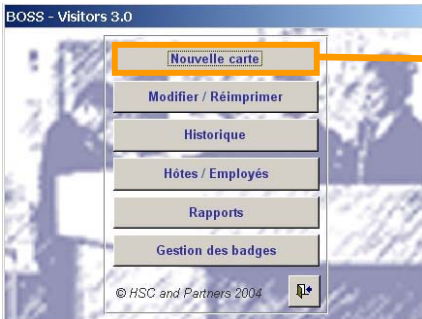 BOSS - Visitors 3.0
Nouvelle carte
Modifier / Réimprimer
Historique
Hôtes / Employés
Rapports
Gestion des badges
© HSC and Partners 2004